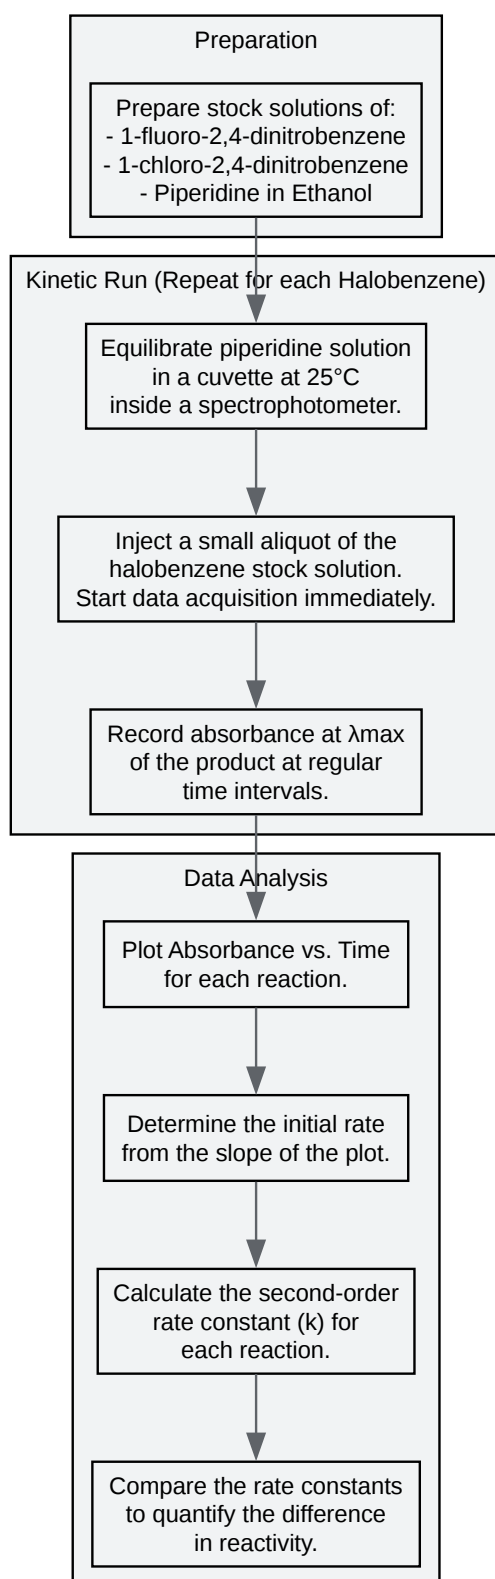 Preparation
Prepare stock solutions of:
- 1-fluoro-2,4-dinitrobenzene
- 1-chloro-2,4-dinitrobenzene
- Piperidine in Ethanol
Kinetic Run (Repeat for each Halobenzene)
Equilibrate piperidine solution
in a cuvette at 25°C
inside a spectrophotometer.
Inject a small aliquot of the
halobenzene stock solution.
Start data acquisition immediately.
Record absorbance at λmax
of the product at regular
time intervals.
Data Analysis
Plot Absorbance vs. Time
for each reaction.
Determine the initial rate
from the slope of the plot.
Calculate the second-order
rate constant (k) for
each reaction.
Compare the rate constants
to quantify the difference
in reactivity.